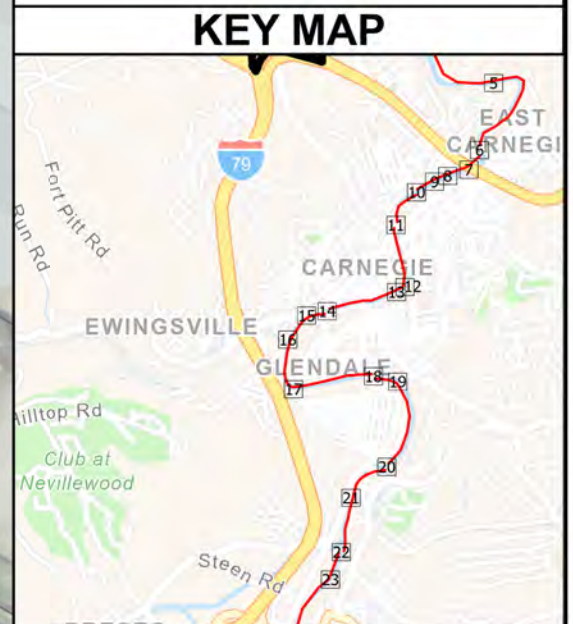 KEY MAP
5
EAST
CARNEGI
6
7
8
9
10
79
Fort Pitt Rd
Run Rd
11
CARNEGIE
12
13
14
15
EWINGSVILLE
16
GLENDALE
17
18
19
illtop Rd
Club at
Nevillewood
20
21
22
Steen Rd
23